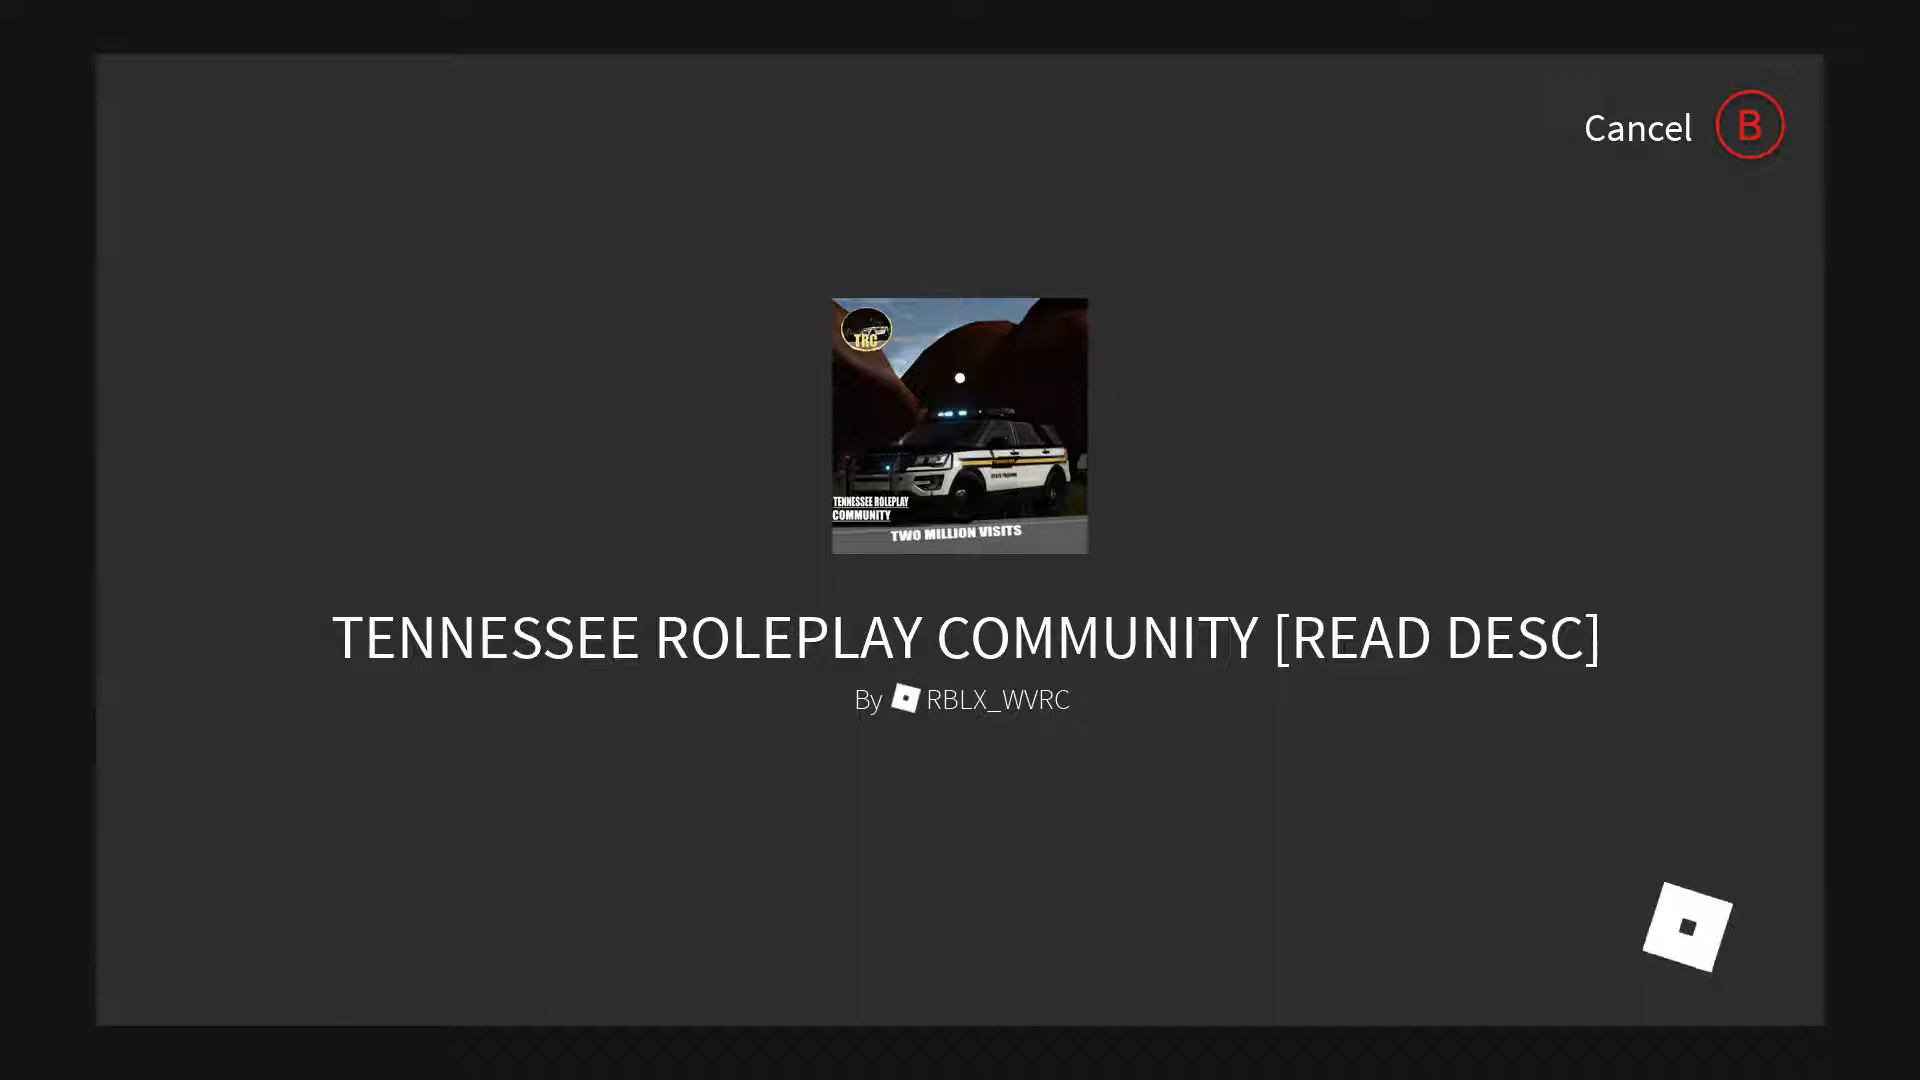 Cancel B
TRC
TENNESSEE ROLEPLAY
COMMUNITY
TWO MILLION VISITS
TENNESSEE ROLEPLAY COMMUNITY [READ DESC]
By RBLX_WVRC